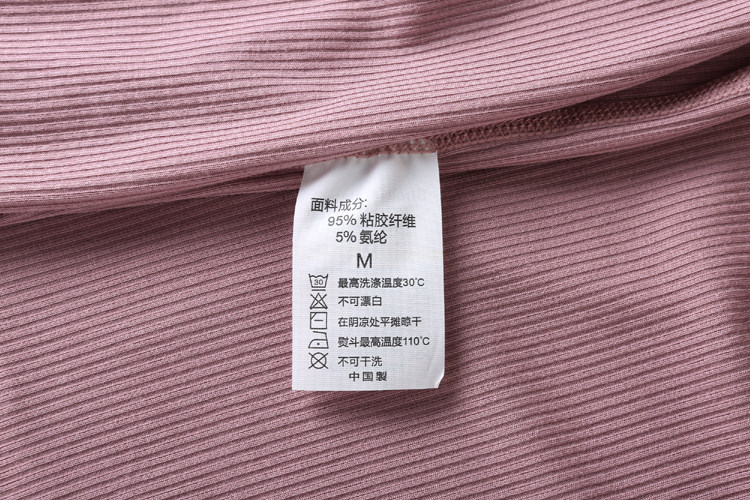 面料成分:
95% 粘胶纤维
5% 氨纶
M
30
最高洗涤温度30℃
不可漂白
在阴凉处平摊晾干
熨斗最高温度110℃
不可干洗
中国製